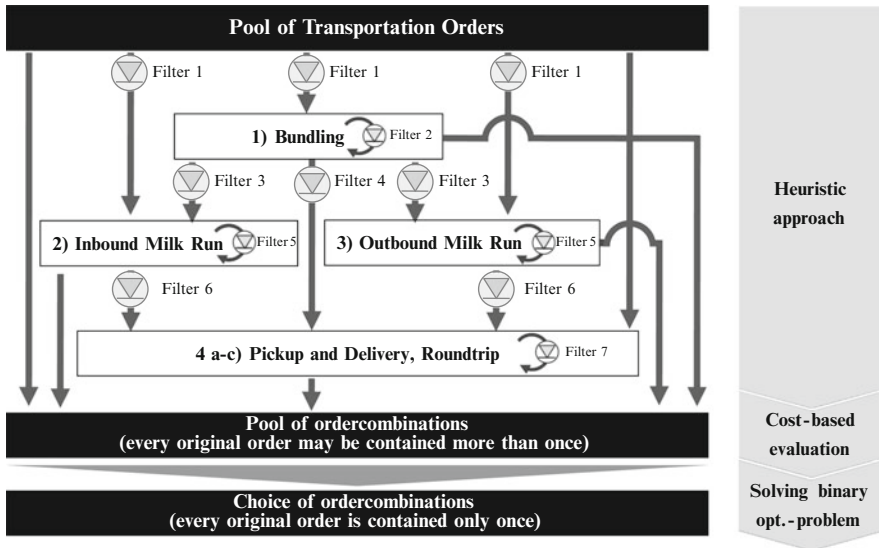 Pool of Transportation Orders
Filter 1
Filter 1
Filter 1
1) Bundling
Filter 2
Filter 3
Filter 4
Filter 3
2) Inbound Milk Run
Filter 5
3) Outbound Milk Run
Filter 5
Filter 6
Filter 6
4 a-c) Pickup and Delivery, Roundtrip
Filter 7
Pool of ordercombinations
(every original order may be contained more than once)
Choice of ordercombinations
(every original order is contained only once)
Heuristic
approach
Cost-based
evaluation
Solving binary
opt.-problem